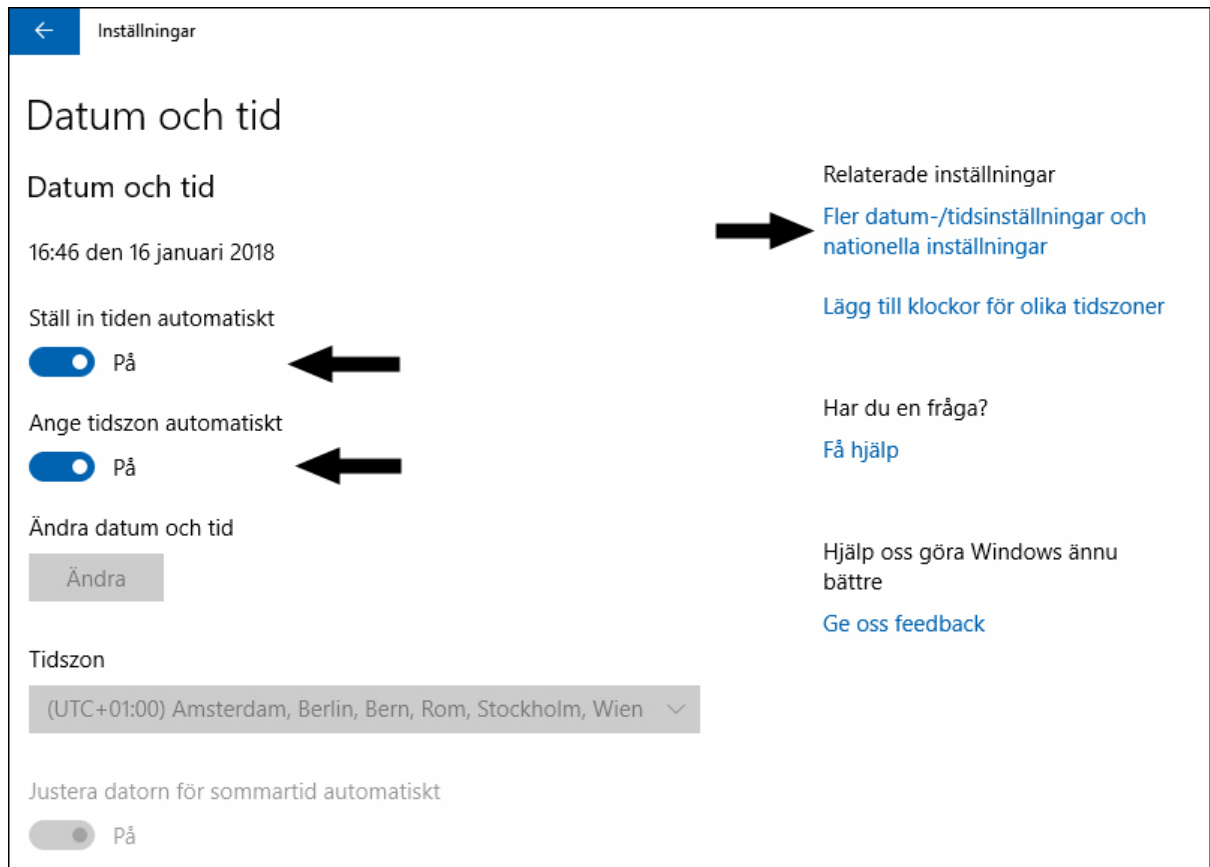 Inställningar
Datum och tid
Datum och tid
16:46 den 16 januari 2018
Ställ in tiden automatiskt
På
Ange tidszon automatiskt
På
Ändra datum och tid
Ändra
Tidszon
(UTC+01:00) Amsterdam, Berlin, Bern, Rom, Stockholm, Wien
Justera datorn för sommartid automatiskt
På
Relaterade inställningar
Fler datum-/tidsinställningar och
nationella inställningar
Lägg till klockor för olika tidszoner
Har du en fråga?
Få hjälp
Hjälp oss göra Windows ännu
bättre
Ge oss feedback